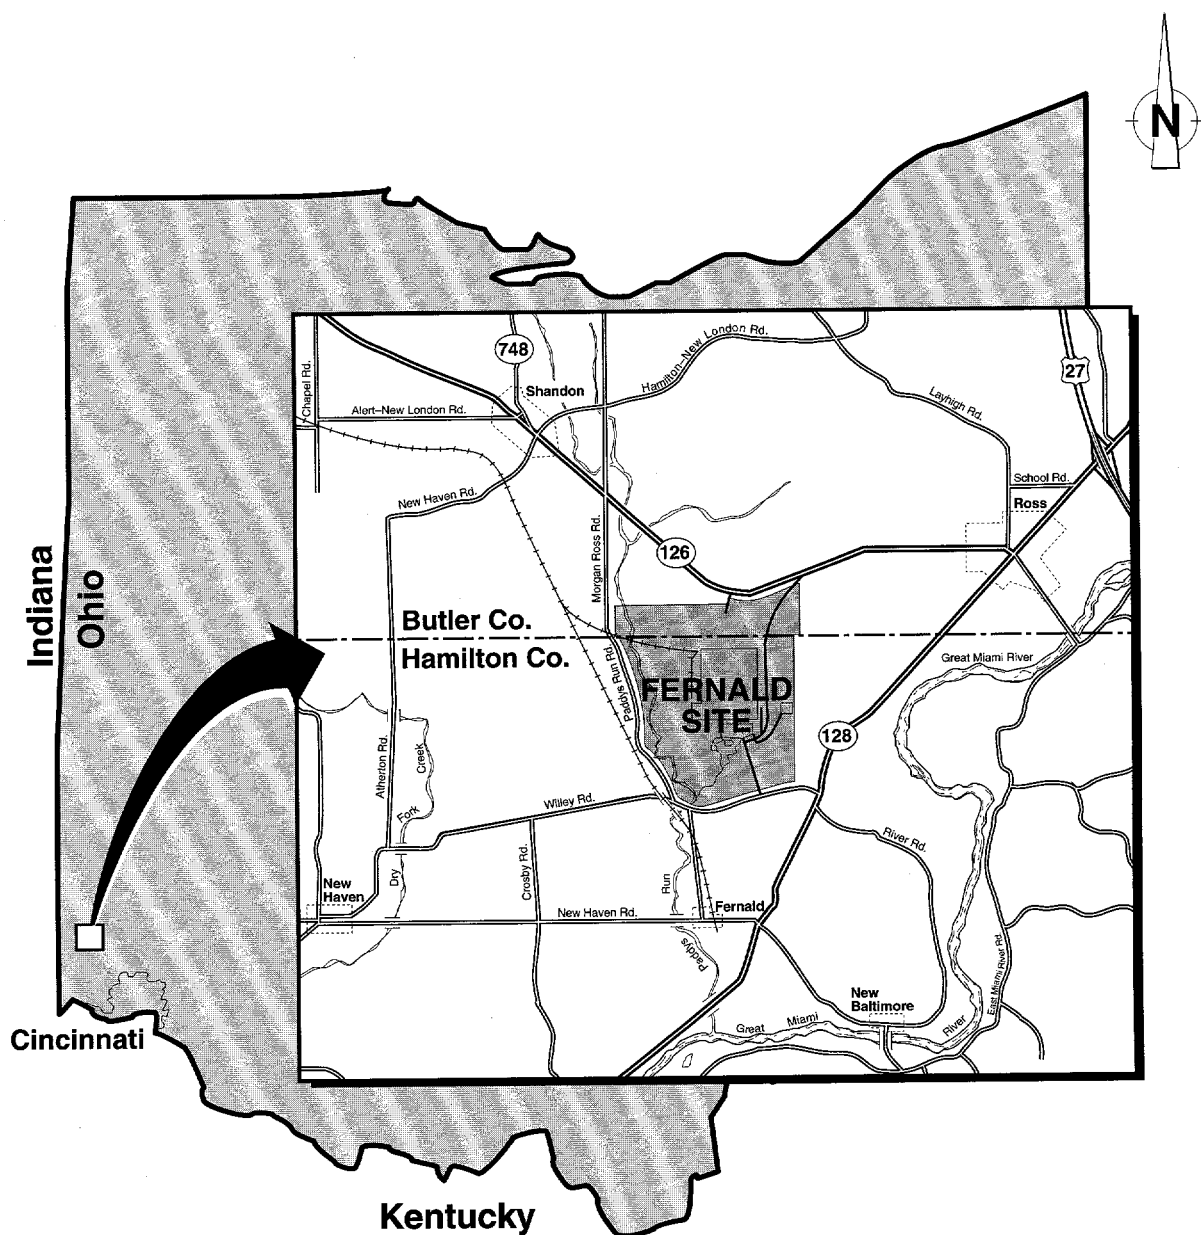 N
748
Shandon
Hamilton–New London Rd.
27
Chapel Rd.
Alert–New London Rd.
Layhigh Rd.
School Rd.
Ross
New Haven Rd.
Morgan Ross Rd.
126
Indiana
Ohio
Butler Co.
Hamilton Co.
Great Miami River
Paddys Run Rd.
FERNALD
SITE
128
Atherton Rd.
Creek
Fork
Dry
Willey Rd.
River Rd.
Crosby Rd.
Run
New
Haven
New Haven Rd.
Fernald
Paddys
East Miami River Rd
New
Baltimore
Great
Miami
River
Cincinnati
Kentucky